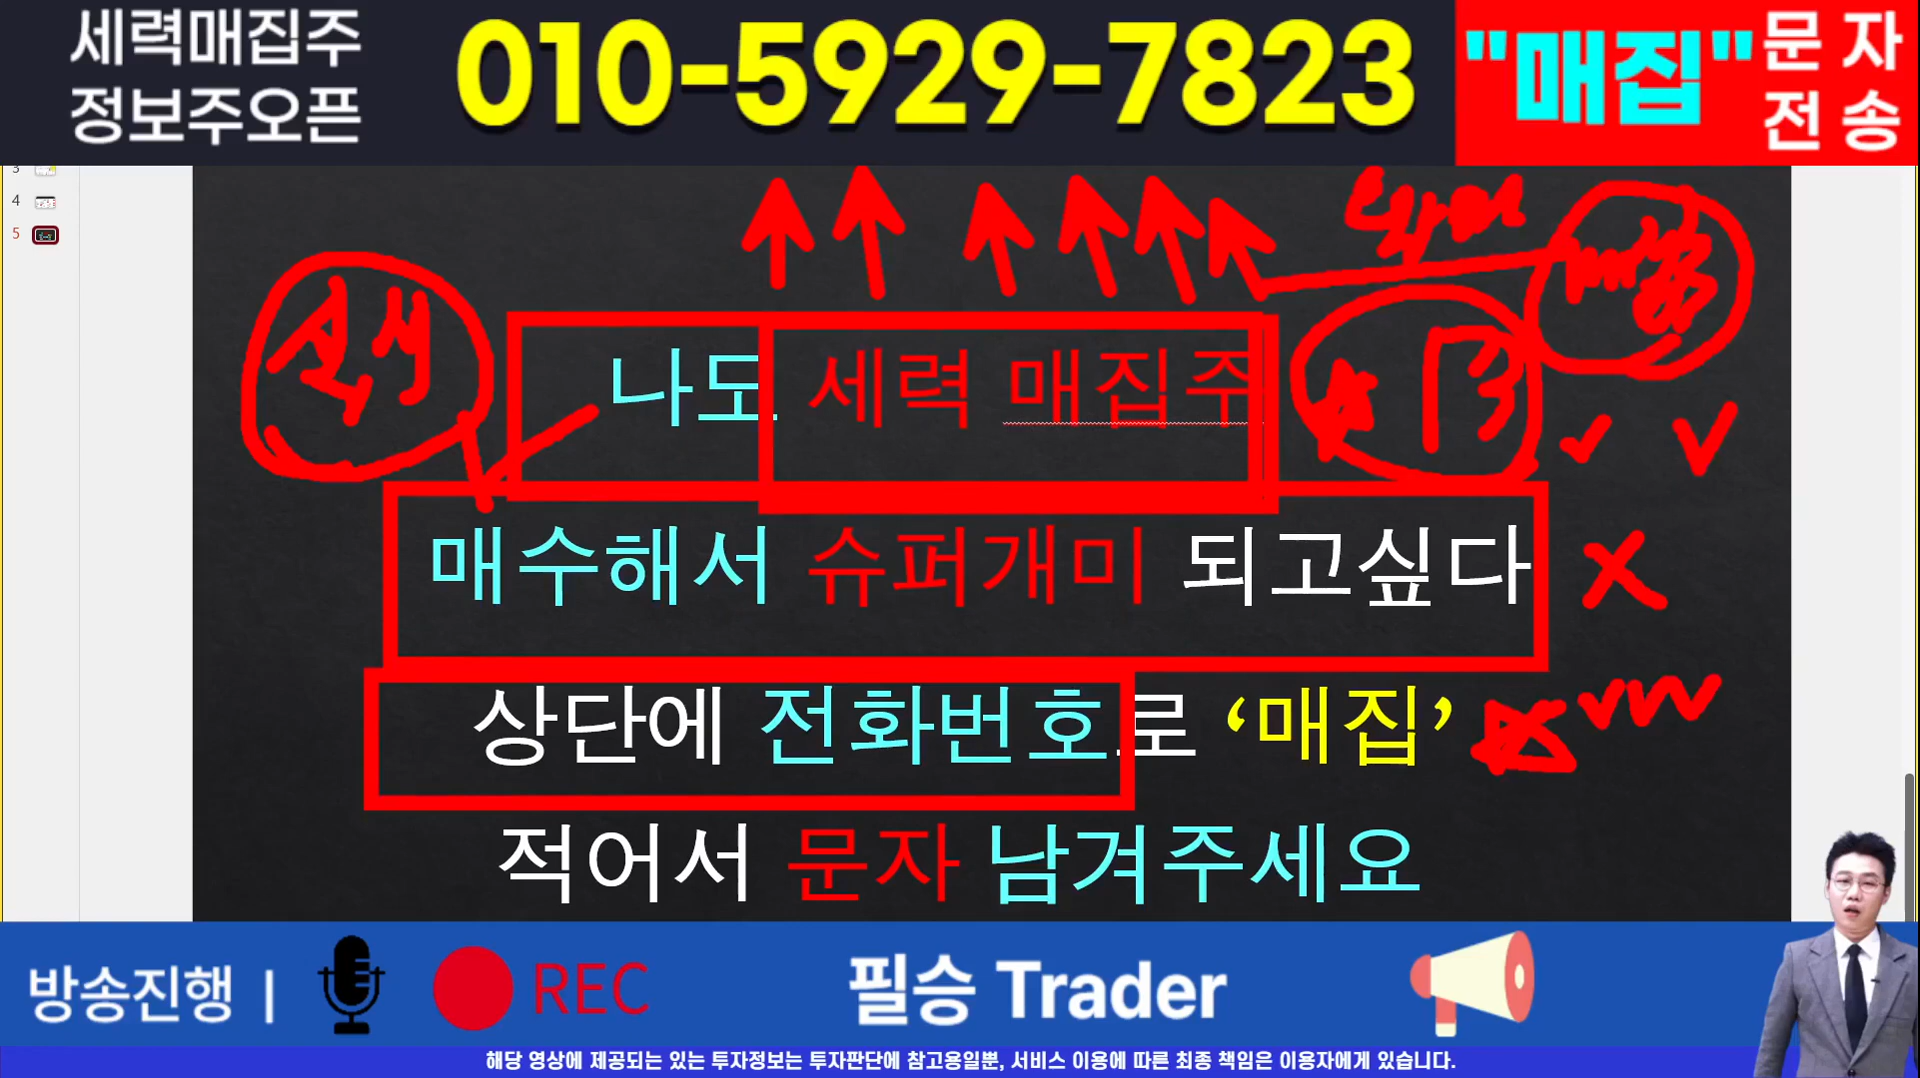 세력매집주
정보주오픈
010-5929-7823
"매집"
문자
전송
3
4
5
나도 세력 매집주
매수해서 슈퍼개미 되고싶다
상단에 전화번호로 ‘매집’
적어서 문자 남겨주세요
방송진행 |
REC
필승 Trader
해당 영상에 제공되는 있는 투자정보는 투자판단에 참고용일뿐, 서비스 이용에 따른 최종 책임은 이용자에게 있습니다.